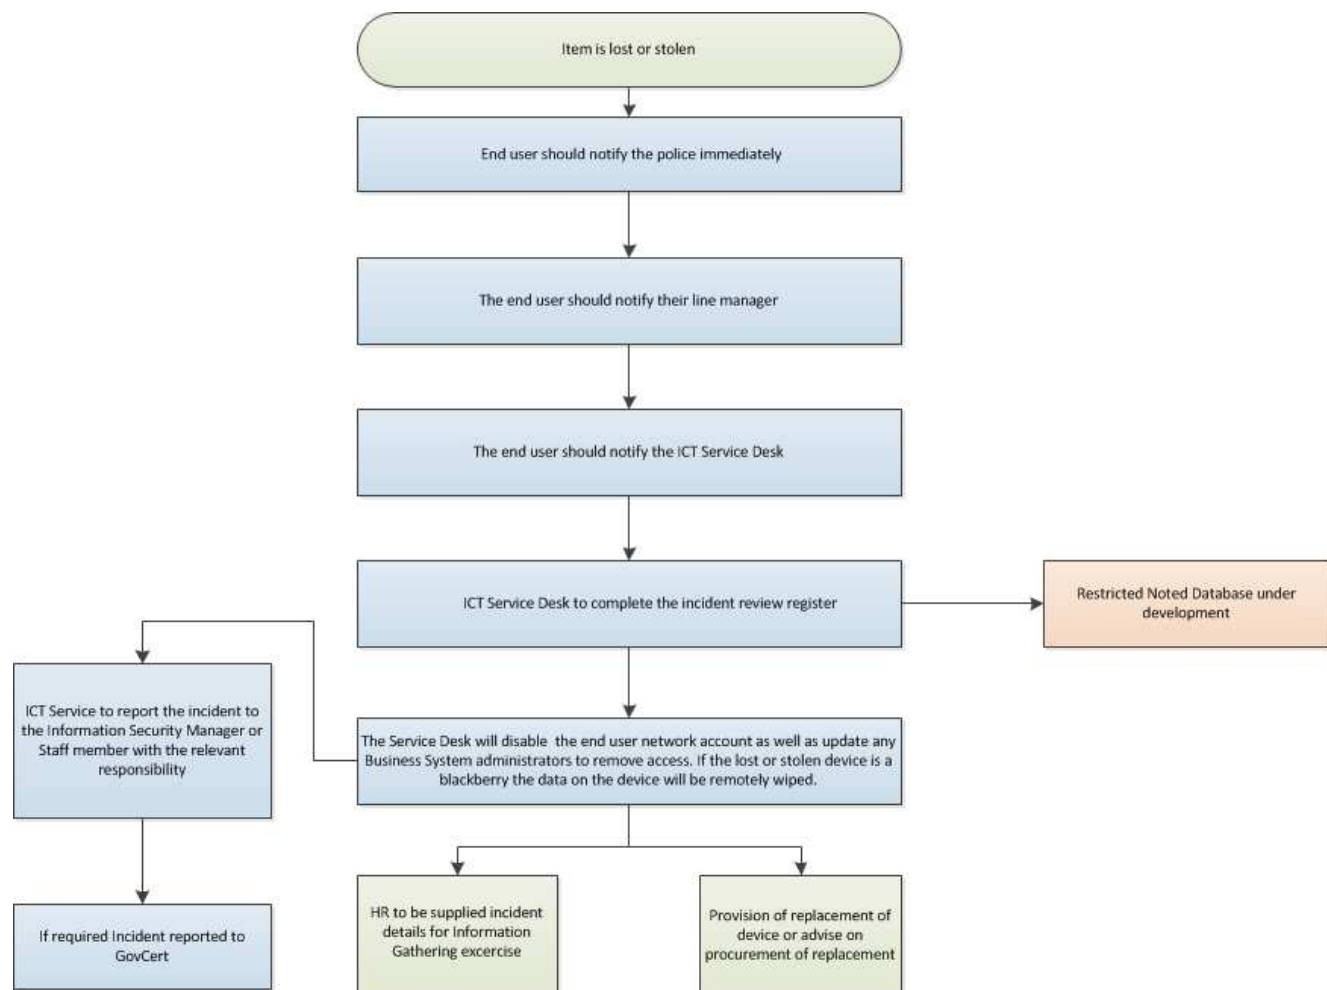 Item is lost or stolen
End user should notify the police immediately
The end user should notify their line manager
The end user should notify the ICT Service Desk
ICT Service Desk to complete the incident review register
Restricted Noted Database under
development
ICT Service to report the incident to
the Information Security Manager or
Staff member with the relevant
responsibility
The Service Desk will disable the end user network account as well as update any
Business System administrators to remove access. If the lost or stolen device is a
blackberry the data on the device will be remotely wiped.
If required Incident reported to
GovCert
HR to be supplied incident
details for Information
Gathering excercise
Provision of replacement of
device or advise on
procurement of replacement